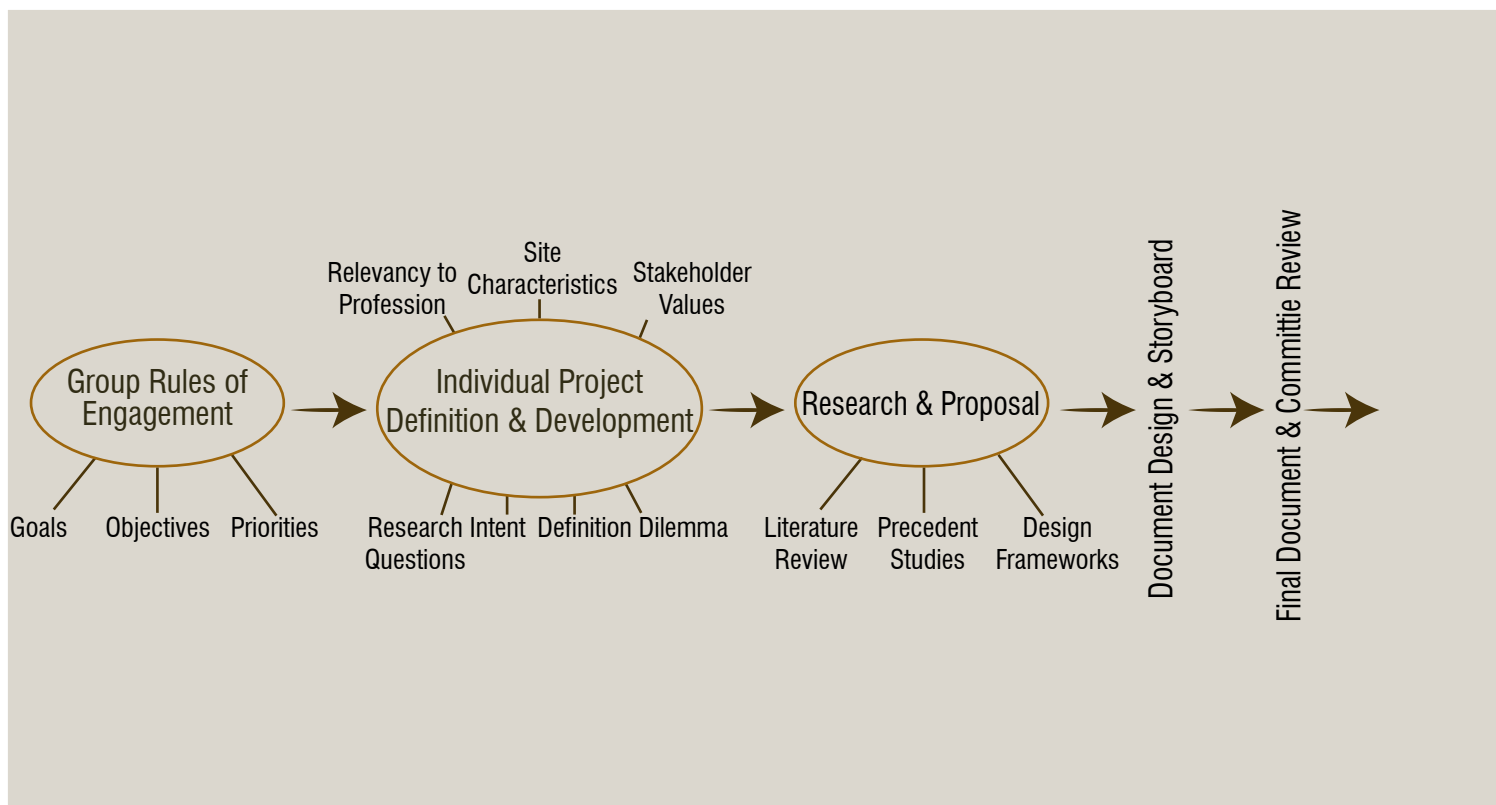 Group Rules of
Engagement
Goals
Objectives
Priorities
Relevancy to
Profession
Site
Characteristics
Stakeholder
Values
Individual Project
Definition & Development
Research
Questions
Intent
Definition
Dilemma
Research & Proposal
Literature
Review
Precedent
Studies
Design
Frameworks
Document Design & Storyboard
Final Document & Committie Review